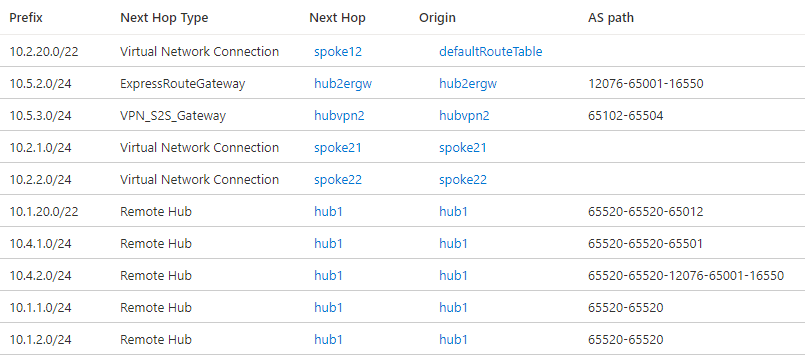 Prefix Next Hop Type Next Hop Origin AS path
10.2.20.0/22 Virtual Network Connection spoke12 defaultRouteTable
10.5.2.0/24 ExpressRouteGateway hub2ergw hub2ergw 12076-65001-16550
10.5.3.0/24 VPN_S2S_Gateway hubvpn2 hubvpn2 65102-65504
10.2.1.0/24 Virtual Network Connection spoke21 spoke21
10.2.2.0/24 Virtual Network Connection spoke22 spoke22
10.1.20.0/22 Remote Hub hub1 hub1 65520-65520-65012
10.4.1.0/24 Remote Hub hub1 hub1 65520-65520-65501
10.4.2.0/24 Remote Hub hub1 hub1 65520-65520-12076-65001-16550
10.1.1.0/24 Remote Hub hub1 hub1 65520-65520
10.1.2.0/24 Remote Hub hub1 hub1 65520-65520